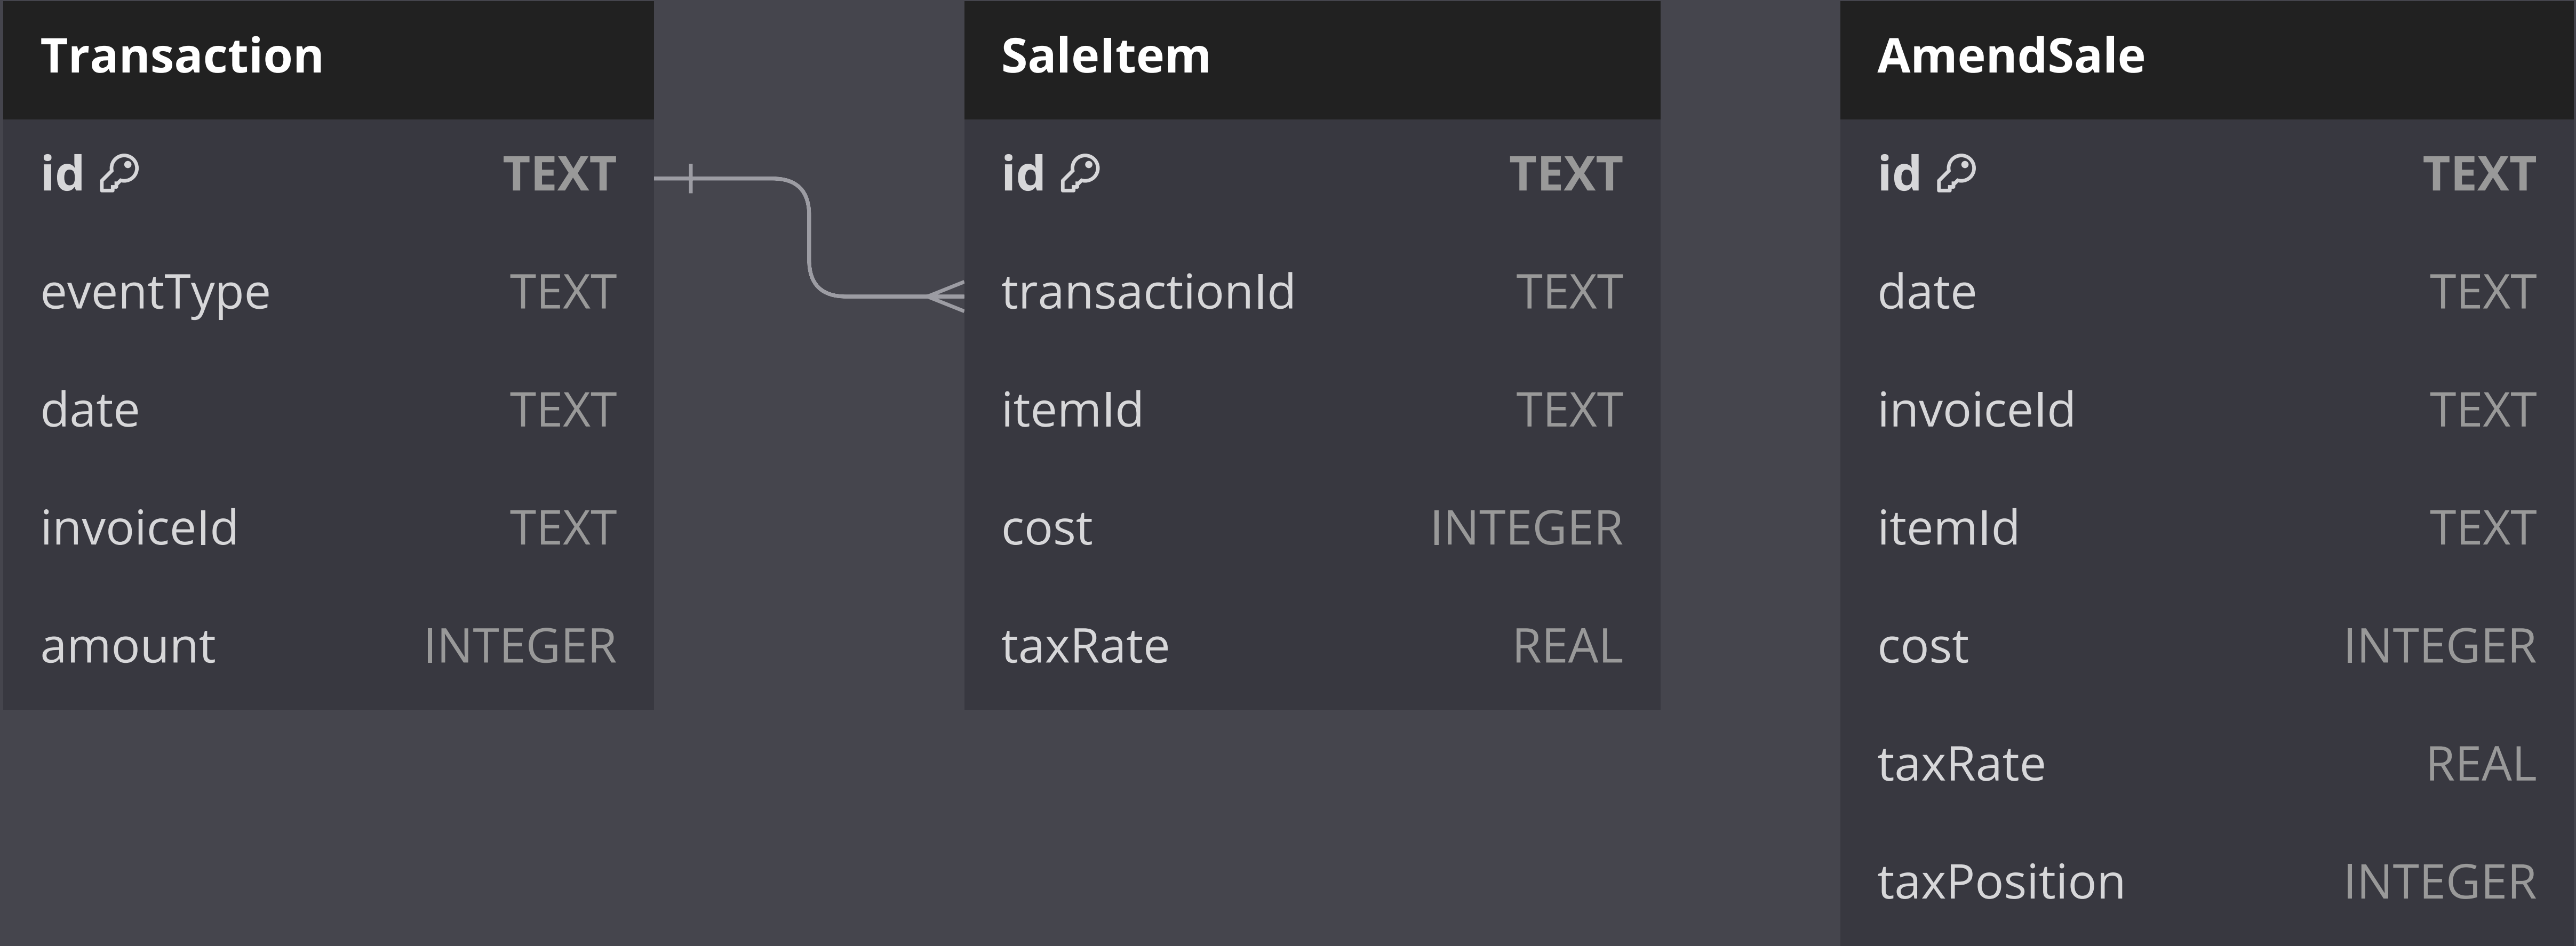 Transaction
id TEXT
eventType TEXT
date TEXT
invoiceId TEXT
amount INTEGER
SaleItem
id TEXT
transactionId TEXT
itemId TEXT
cost INTEGER
taxRate REAL
AmendSale
id TEXT
date TEXT
invoiceId TEXT
itemId TEXT
cost INTEGER
taxRate REAL
taxPosition INTEGER